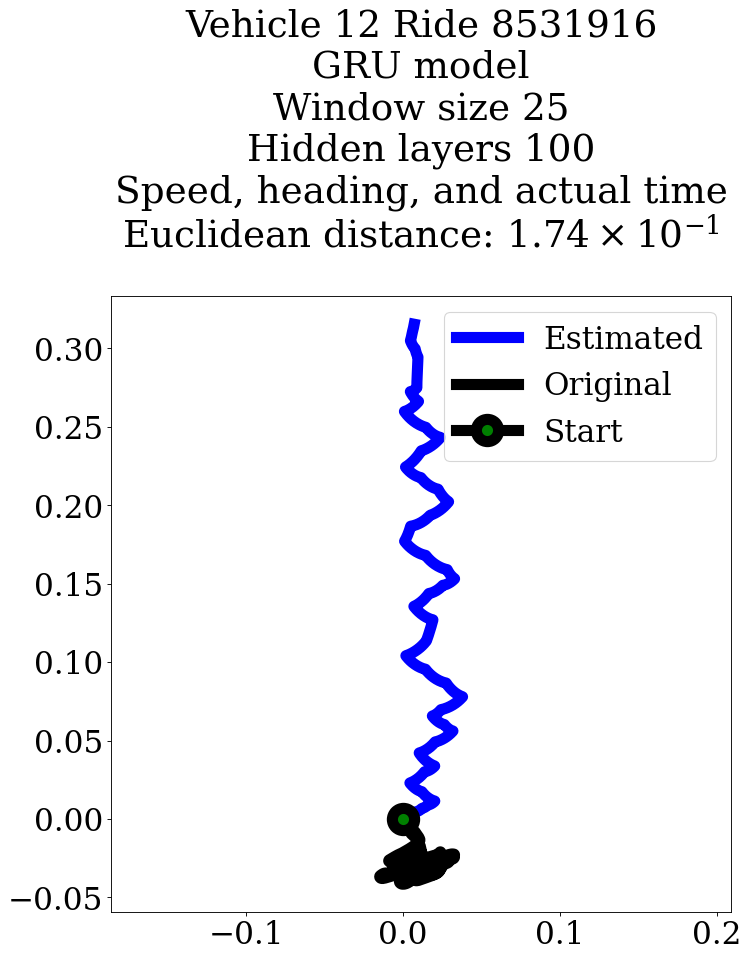 Vehicle 12 Ride 8531916
GRU model
Window size 25
Hidden layers 100
Speed, heading, and actual time
Euclidean distance: 1.74 × 10⁻¹
Estimated
Original
Start
0.30
0.25
0.20
0.15
0.10
0.05
0.00
−0.05
−0.1
0.0
0.1
0.2